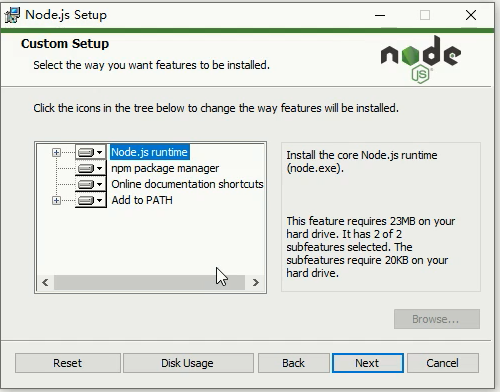 Node.js Setup
Custom Setup
Select the way you want features to be installed.
node
JS
Click the icons in the tree below to change the way features will be installed.
Node.js runtime
npm package manager
Online documentation shortcuts
Add to PATH
Install the core Node.js runtime
(node.exe).
This feature requires 23MB on your
hard drive. It has 2 of 2
subfeatures selected. The
subfeatures require 20KB on your
hard drive.
Browse...
Reset
Disk Usage
Back
Next
Cancel